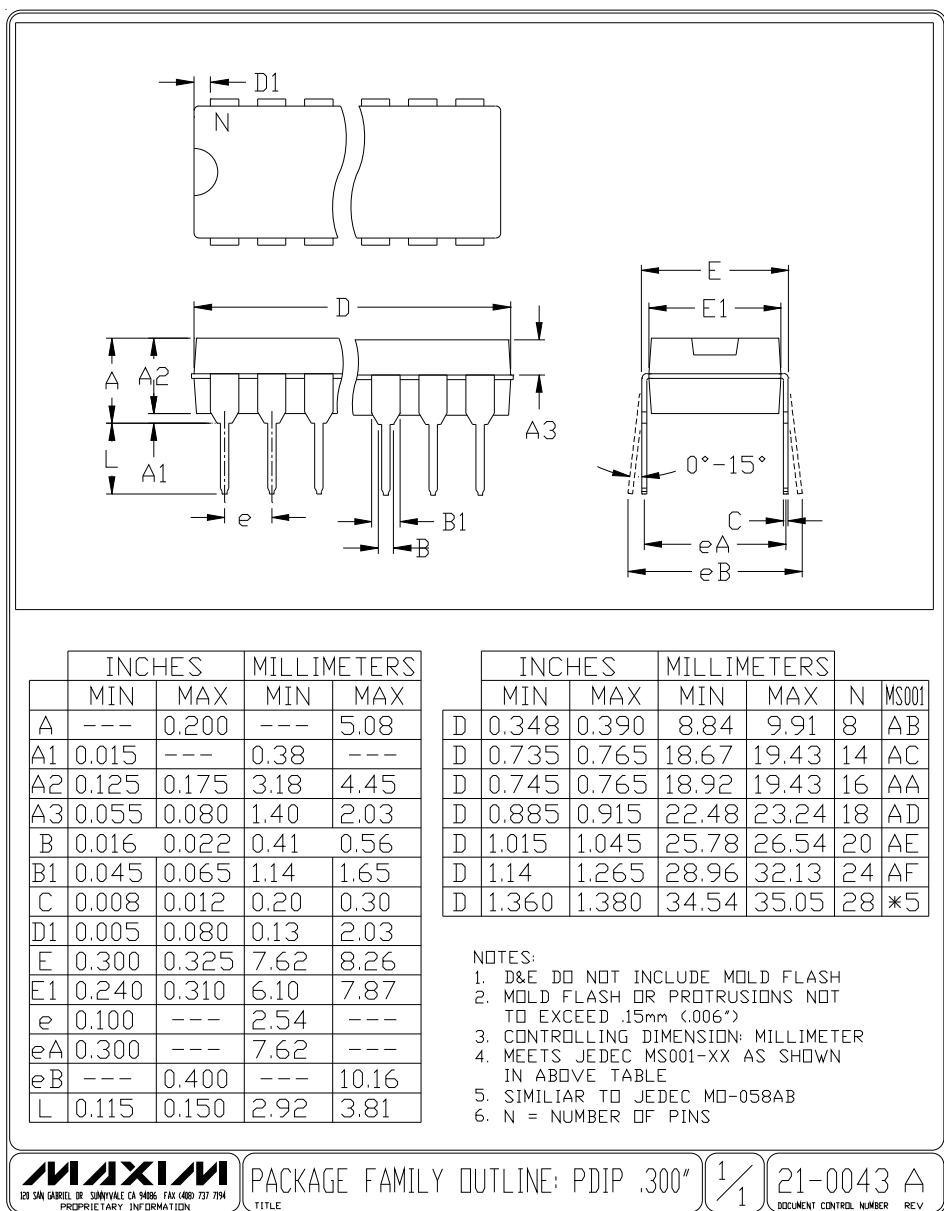 D1
N
D
E
E1
A
A2
A3
L
A1
0°-15°
e
B1
B
C
eA
eB
INCHES MILLIMETERS
MIN MAX MIN MAX
A --- 0.200 --- 5.08
A1 0.015 --- 0.38 ---
A2 0.125 0.175 3.18 4.45
A3 0.055 0.080 1.40 2.03
B 0.016 0.022 0.41 0.56
B1 0.045 0.065 1.14 1.65
C 0.008 0.012 0.20 0.30
D1 0.005 0.080 0.13 2.03
E 0.300 0.325 7.62 8.26
E1 0.240 0.310 6.10 7.87
e 0.100 --- 2.54 ---
eA 0.300 --- 7.62 ---
eB --- 0.400 --- 10.16
L 0.115 0.150 2.92 3.81
INCHES MILLIMETERS
MIN MAX MIN MAX N MS001
D 0.348 0.390 8.84 9.91 8 AB
D 0.735 0.765 18.67 19.43 14 AC
D 0.745 0.765 18.92 19.43 16 AA
D 0.885 0.915 22.48 23.24 18 AD
D 1.015 1.045 25.78 26.54 20 AE
D 1.14 1.265 28.96 32.13 24 AF
D 1.360 1.380 34.54 35.05 28 *5
NOTES:
1. D&E DO NOT INCLUDE MOLD FLASH
2. MOLD FLASH OR PROTRUSIONS NOT
TO EXCEED .15mm (.006")
3. CONTROLLING DIMENSION: MILLIMETER
4. MEETS JEDEC MS001-XX AS SHOWN
IN ABOVE TABLE
5. SIMILIAR TO JEDEC MO-058AB
6. N = NUMBER OF PINS
MAXIM
120 SAN GABRIEL DR SUNNYVALE CA 94086 FAX (408) 737 7194
PROPRIETARY INFORMATION
PACKAGE FAMILY OUTLINE: PDIP .300"
TITLE
1/1
21-0043 A
DOCUMENT CONTROL NUMBER REV